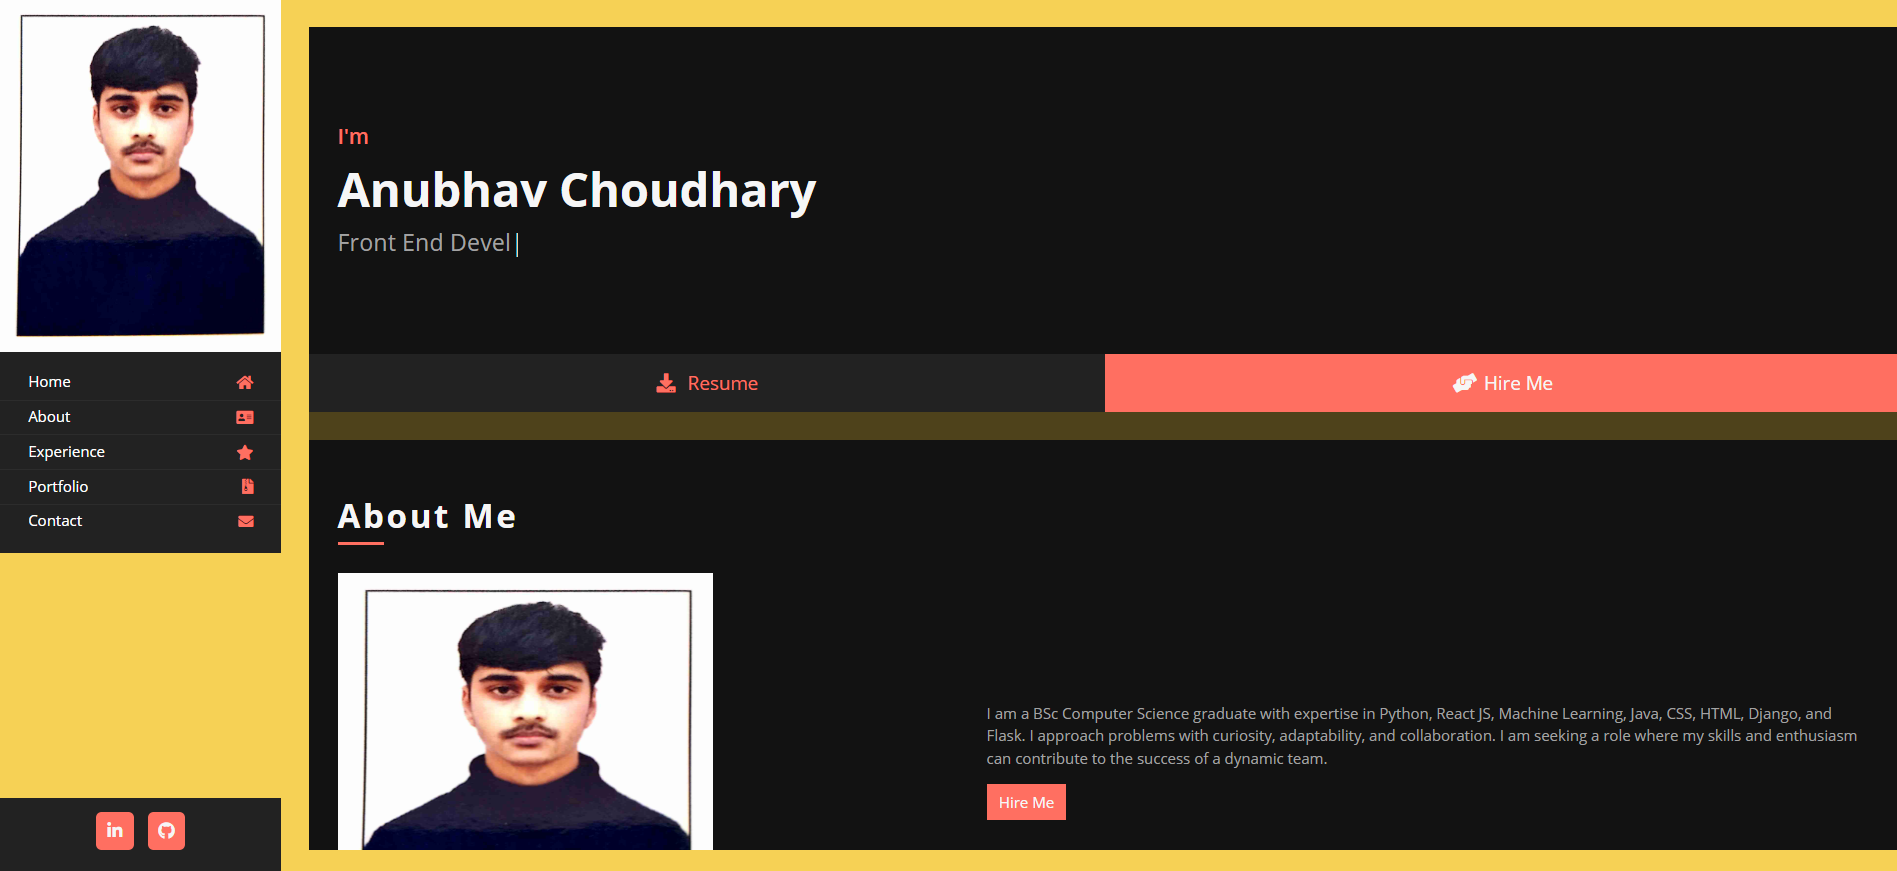 Home
About
Experience
Portfolio
Contact
in
I'm
Anubhav Choudhary
Front End Devel
Resume
Hire Me
About Me
I am a BSc Computer Science graduate with expertise in Python, React JS, Machine Learning, Java, CSS, HTML, Django, and
Flask. I approach problems with curiosity, adaptability, and collaboration. I am seeking a role where my skills and enthusiasm
can contribute to the success of a dynamic team.
Hire Me